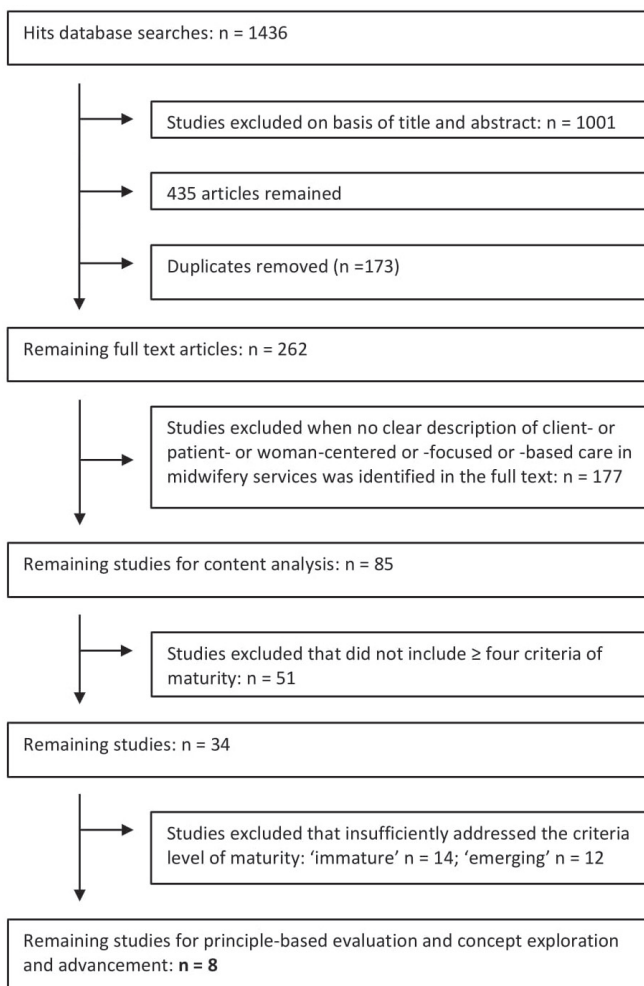 Hits database searches: n = 1436
Studies excluded on basis of title and abstract: n = 1001
435 articles remained
Duplicates removed (n =173)
Remaining full text articles: n = 262
Studies excluded when no clear description of client- or
patient- or woman-centered or -focused or -based care in
midwifery services was identified in the full text: n = 177
Remaining studies for content analysis: n = 85
Studies excluded that did not include ≥ four criteria of
maturity: n = 51
Remaining studies: n = 34
Studies excluded that insufficiently addressed the criteria
level of maturity: ‘immature’ n = 14; ‘emerging’ n = 12
Remaining studies for principle-based evaluation and concept exploration
and advancement: n = 8